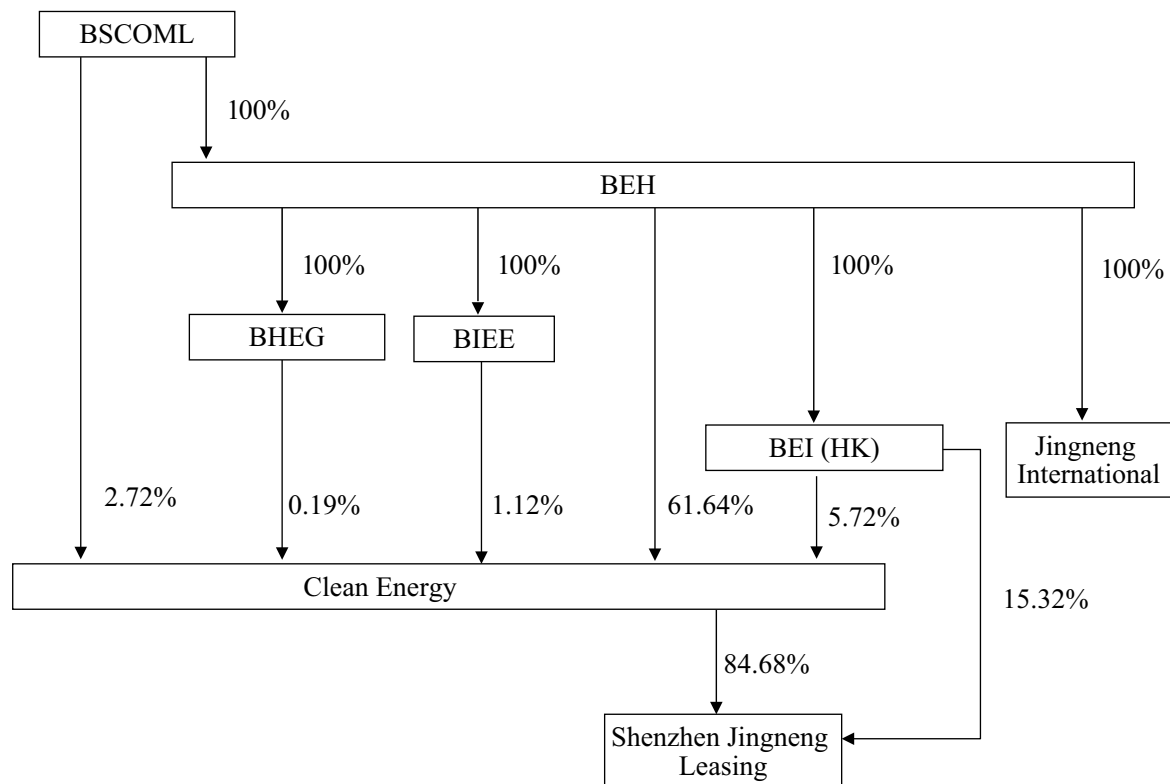 BSCOML
100%
BEH
100%
100%
100%
100%
BHEG
BIEE
BEI (HK)
Jingneng
International
2.72%
0.19%
1.12%
61.64%
5.72%
Clean Energy
15.32%
84.68%
Shenzhen Jingneng
Leasing